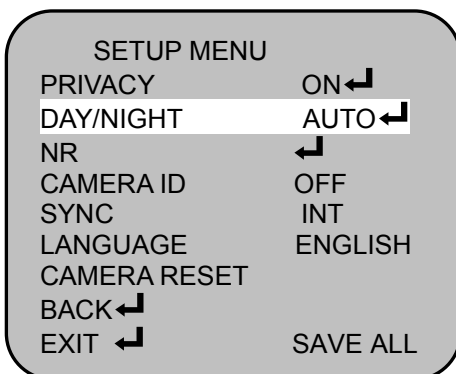 SETUP MENU
PRIVACY ON↵
DAY/NIGHT AUTO↵
NR ↵
CAMERA ID OFF
SYNC INT
LANGUAGE ENGLISH
CAMERA RESET
BACK↵
EXIT ↵ SAVE ALL